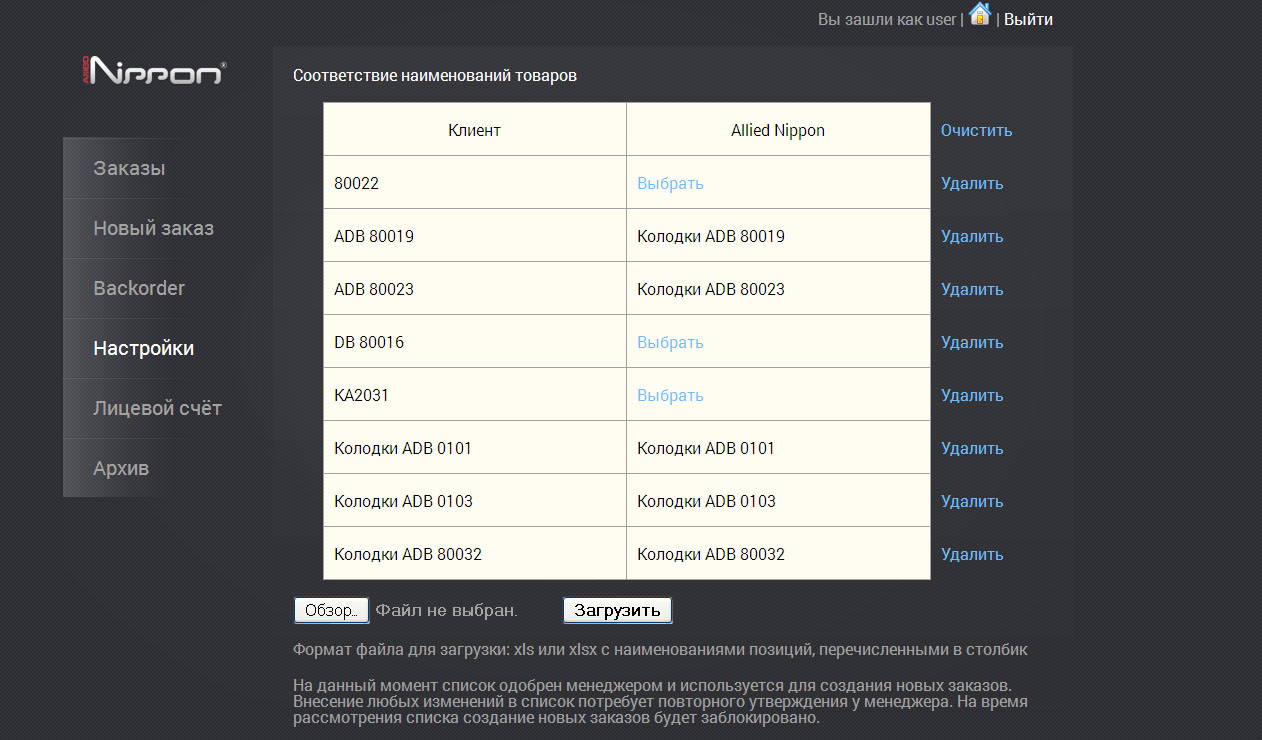 Вы зашли как user | | Выйти
ALLIED Nippon®
Соответствие наименований товаров
Клиент Allied Nippon Очистить
80022 Выбрать Удалить
ADB 80019 Колодки ADB 80019 Удалить
ADB 80023 Колодки ADB 80023 Удалить
DB 80016 Выбрать Удалить
KA2031 Выбрать Удалить
Колодки ADB 0101 Колодки ADB 0101 Удалить
Колодки ADB 0103 Колодки ADB 0103 Удалить
Колодки ADB 80032 Колодки ADB 80032 Удалить
Заказы
Новый заказ
Backorder
Настройки
Лицевой счёт
Архив
Обзор... Файл не выбран. Загрузить
Формат файла для загрузки: xls или xlsx с наименованиями позиций, перечисленными в столбик
На данный момент список одобрен менеджером и используется для создания новых заказов.
Внесение любых изменений в список потребует повторного утверждения у менеджера. На время
рассмотрения списка создание новых заказов будет заблокировано.